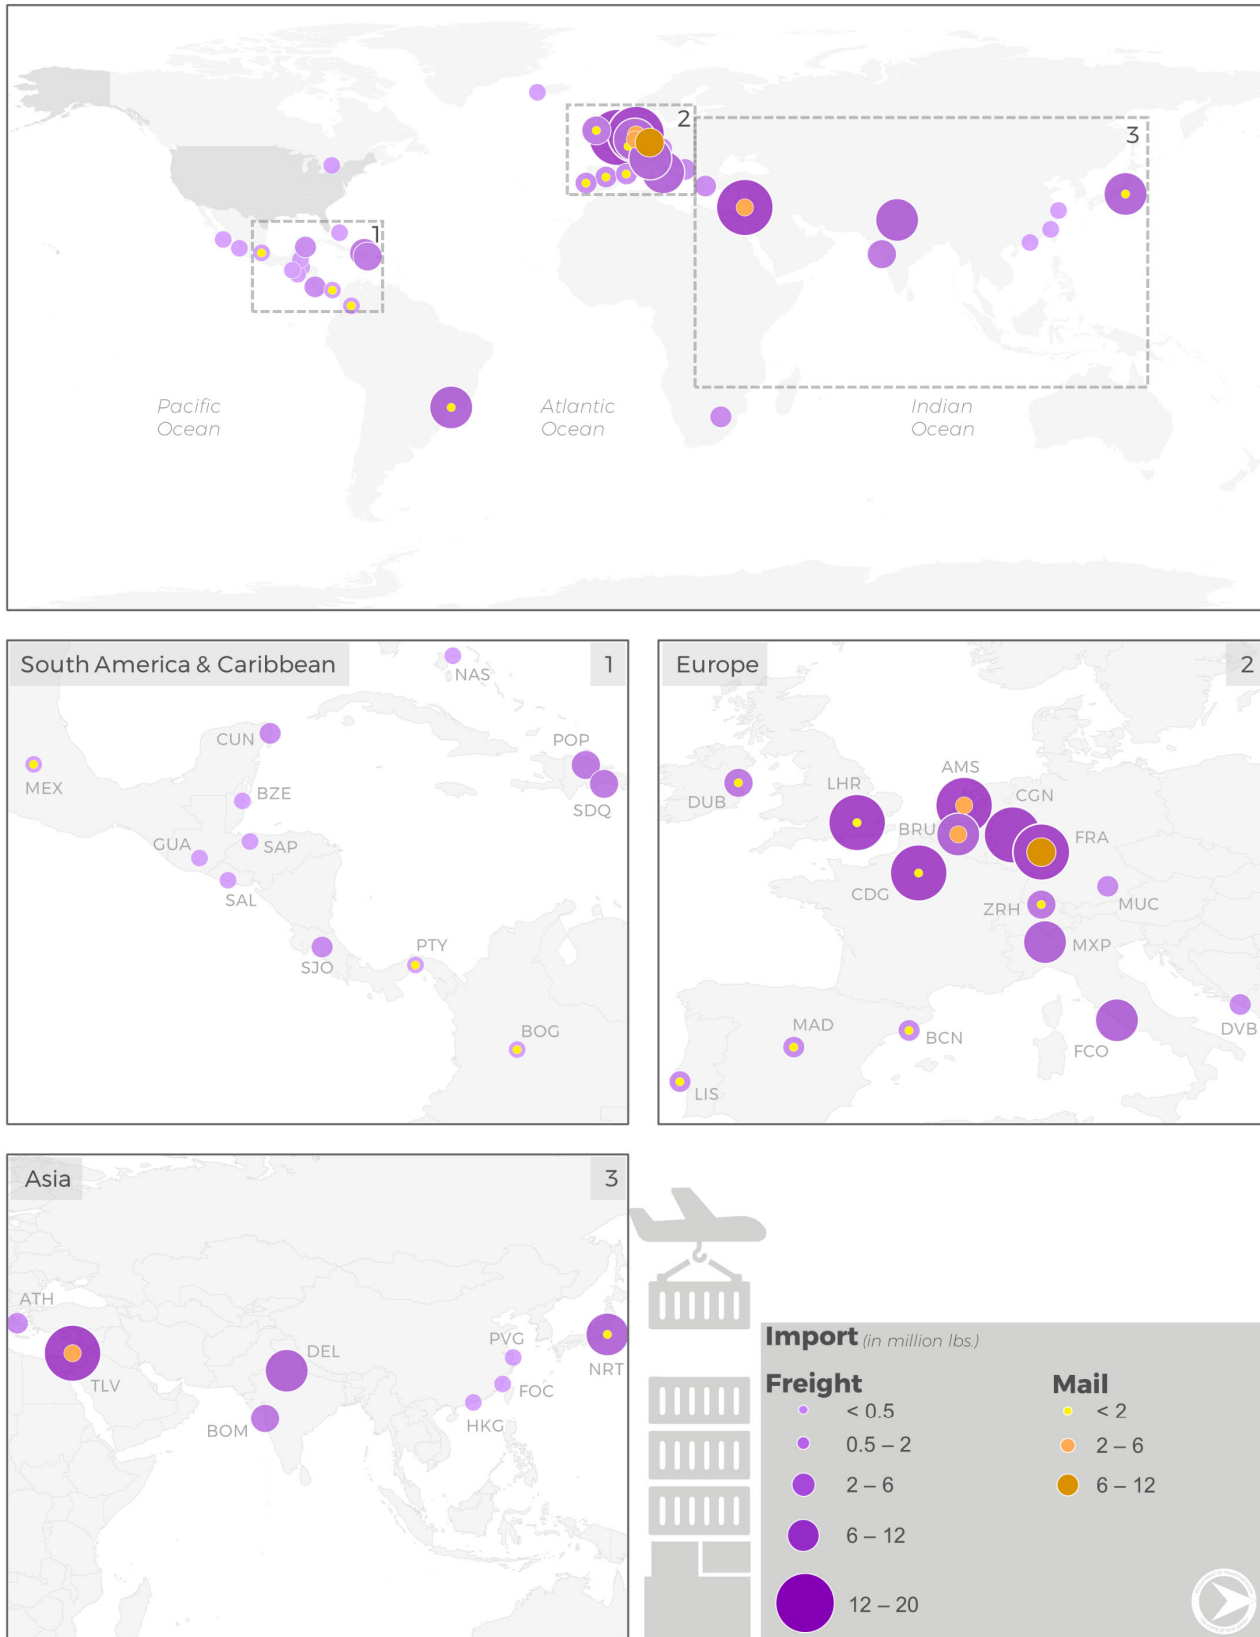 2
3
1
Pacific
Ocean
Atlantic
Ocean
Indian
Ocean
South America & Caribbean
1
NAS
CUN
POP
MEX
BZE
SDQ
GUA
SAP
SAL
PTY
SJO
BOG
Europe
2
AMS
LHR
CGN
DUB
BRU
FRA
CDG
MUC
ZRH
MXP
MAD
BCN
DVB
FCO
LIS
Asia
3
ATH
DEL
PVG
NRT
TLV
FOC
BOM
HKG
Import (in million lbs.)
Freight
Mail
< 0.5
< 2
0.5 – 2
2 – 6
2 – 6
6 – 12
6 – 12
12 – 20